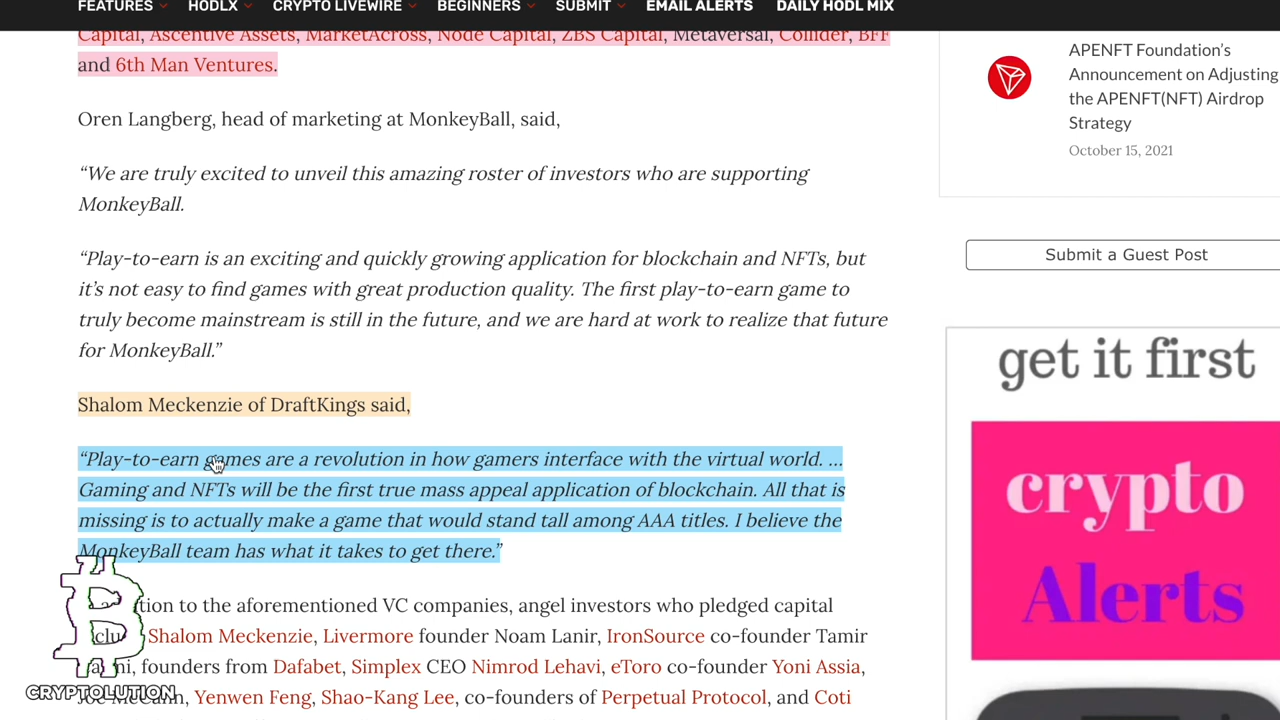 FEATURES HODLX CRYPTO LIVEWIRE BEGINNERS SUBMIT EMAIL ALERTS DAILY HODL MIX
Capital, Ascentive Assets, MarketAcross, Node Capital, ZBS Capital, Metaversal, Collider, BFF
and 6th Man Ventures.
Oren Langberg, head of marketing at MonkeyBall, said,
“We are truly excited to unveil this amazing roster of investors who are supporting
MonkeyBall.
“Play-to-earn is an exciting and quickly growing application for blockchain and NFTs, but
it’s not easy to find games with great production quality. The first play-to-earn game to
truly become mainstream is still in the future, and we are hard at work to realize that future
for MonkeyBall.”
Shalom Meckenzie of DraftKings said,
“Play-to-earn games are a revolution in how gamers interface with the virtual world. …
Gaming and NFTs will be the first true mass appeal application of blockchain. All that is
missing is to actually make a game that would stand tall among AAA titles. I believe the
MonkeyBall team has what it takes to get there.”
tion to the aforementioned VC companies, angel investors who pledged capital
clu Shalom Meckenzie, Livermore founder Noam Lanir, IronSource co-founder Tamir
founders from Dafabet, Simplex CEO Nimrod Lehavi, eToro co-founder Yoni Assia,
Yenwen Feng, Shao-Kang Lee, co-founders of Perpetual Protocol, and Coti
CRYPTOLUTION
APENFT Foundation’s
Announcement on Adjusting
the APENFT(NFT) Airdrop
Strategy
October 15, 2021
Submit a Guest Post
get it first
crypto
Alerts